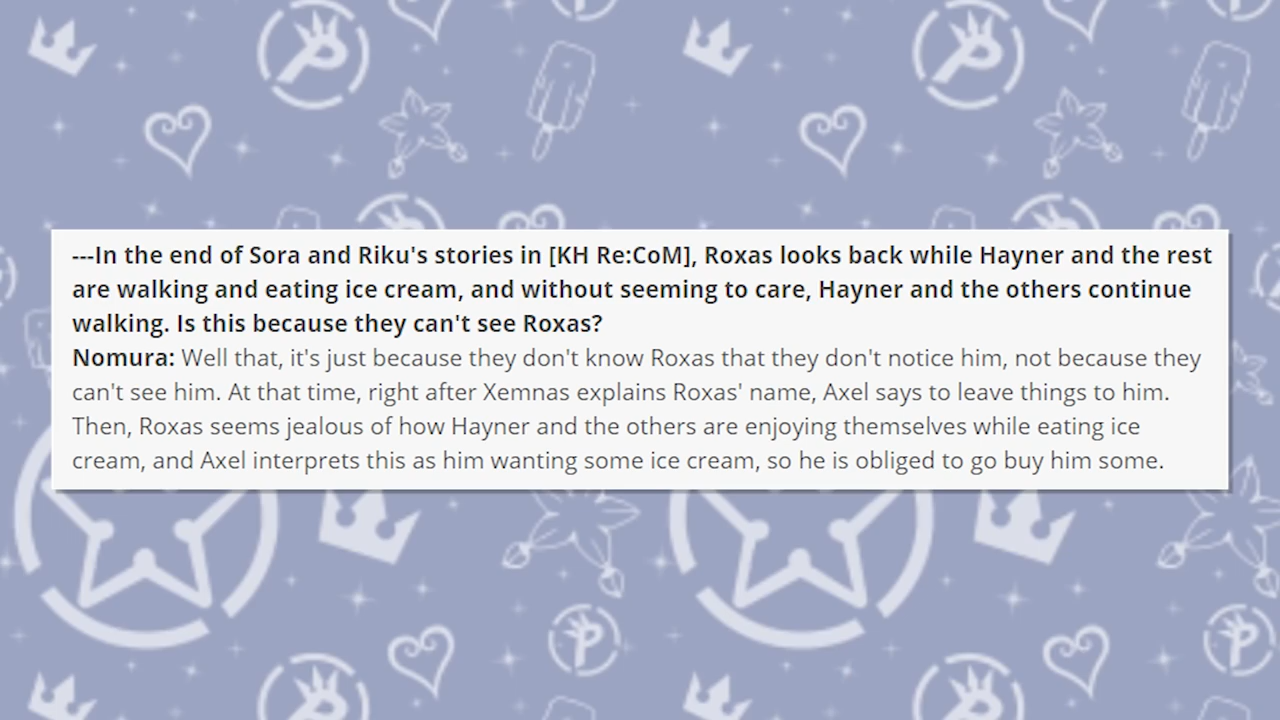 ---In the end of Sora and Riku's stories in [KH Re:CoM], Roxas looks back while Hayner and the rest
are walking and eating ice cream, and without seeming to care, Hayner and the others continue
walking. Is this because they can't see Roxas?
Nomura: Well that, it's just because they don't know Roxas that they don't notice him, not because they
can't see him. At that time, right after Xemnas explains Roxas' name, Axel says to leave things to him.
Then, Roxas seems jealous of how Hayner and the others are enjoying themselves while eating ice
cream, and Axel interprets this as him wanting some ice cream, so he is obliged to go buy him some.